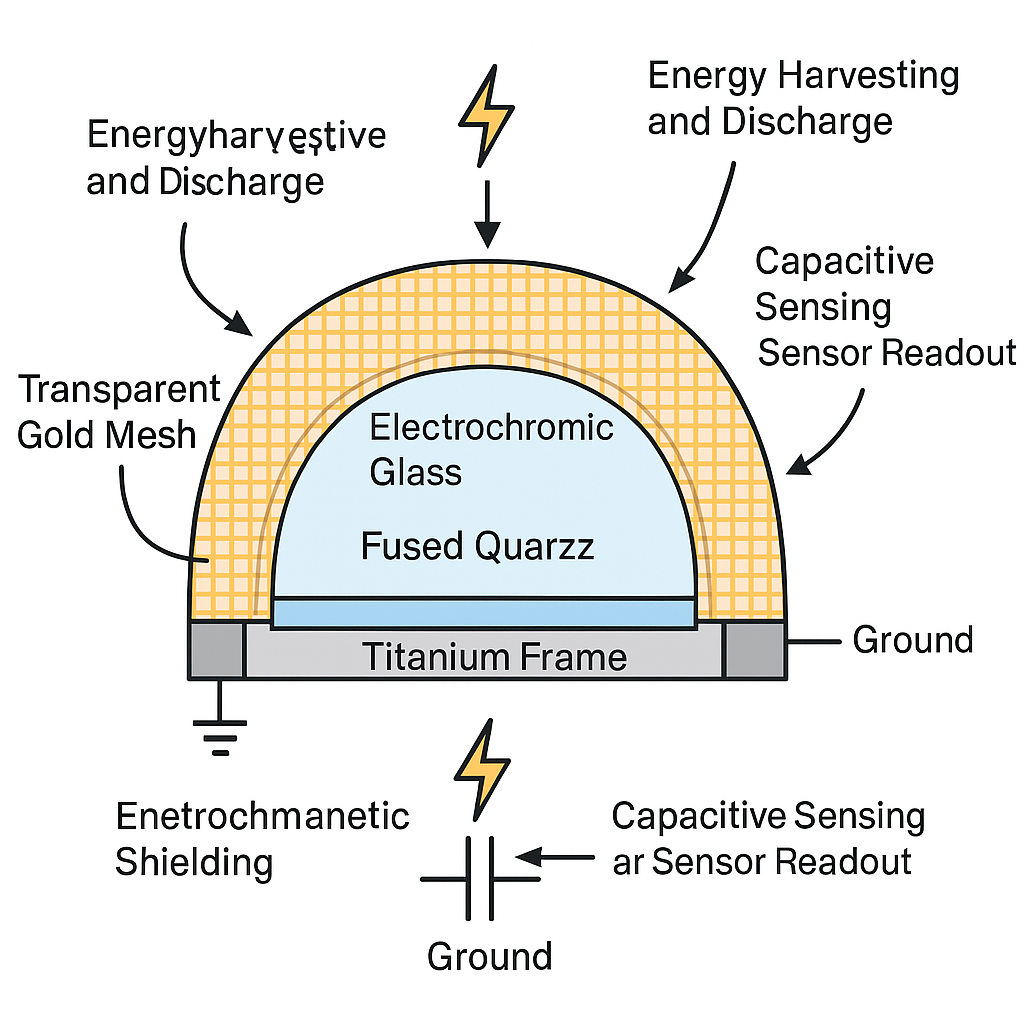 Energy Harvesting
and Discharge
Energyharvęştive
and Discharge
Capacitive
Sensing
Sensor Readout
Transparent
Gold Mesh
Electrochromic
Glass
Fused Quarzz
Titanium Frame
Ground
Enetrochmanetic
Shielding
Capacitive Sensing
ar Sensor Readout
Ground